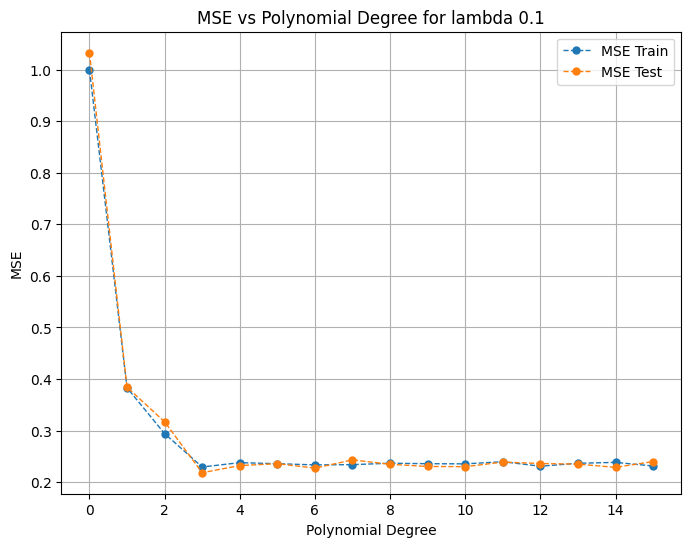 MSE vs Polynomial Degree for lambda 0.1
MSE Train
MSE Test
1.0
0.9
0.8
0.7
0.6
0.5
0.4
0.3
0.2
MSE
0 2 4 6 8 10 12 14
Polynomial Degree